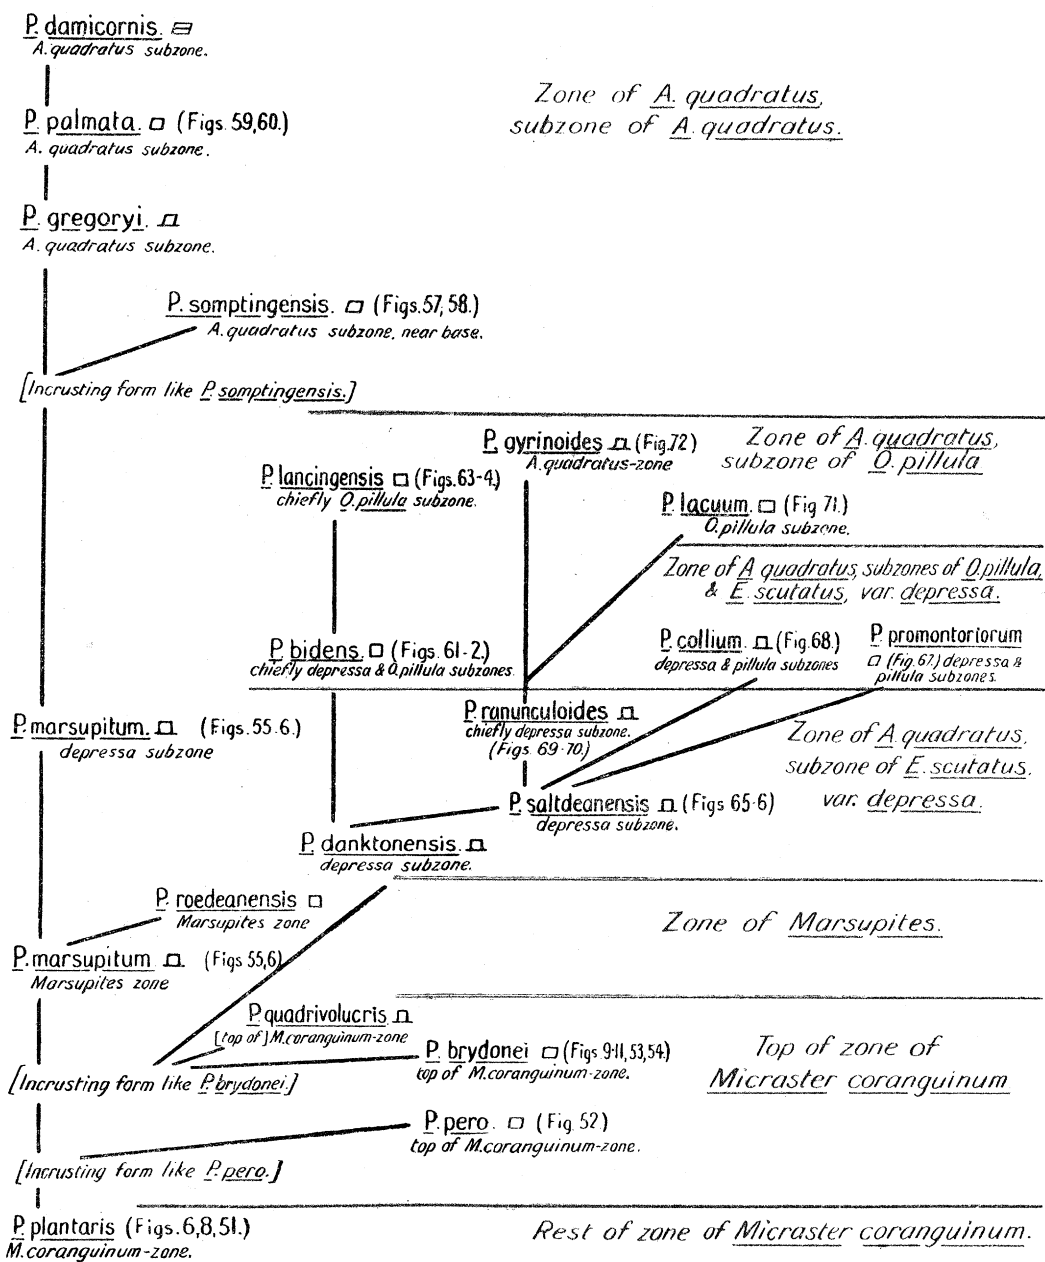 P. damicornis.
A. quadratus subzone.
Zone of A. quadratus,
subzone of A. quadratus.
P. palmata. (Figs. 59,60.)
A. quadratus subzone.
P. gregoryi.
A. quadratus subzone.
P. somptingensis. (Figs. 57, 58.)
A. quadratus subzone, near base.
[Incrusting form like P. somptingensis.]
Zone of A. quadratus,
subzone of O. pillula
P. gyrinoides (Fig. 72)
A. quadratus-zone
P. lancingensis (Figs. 63-4.)
chiefly O. pillula subzone.
P. lacuum. (Fig 71.)
O. pillula subzone.
Zone of A quadratus, subzones of O. pillula,
& E. scutatus, var. depressa.
P. bidens. (Figs. 61-2.)
chiefly depressa & O. pillula subzones
P. collium. (Fig. 68.)
depressa & pillula subzones
P. promontoriorum
(Fig. 67.) depressa &
pillula subzones.
P. marsupitum. (Figs. 55.6.)
depressa subzone
P. ranunculoides
chiefly depressa subzone.
(Figs. 69-70.)
Zone of A. quadratus,
subzone of E. scutatus,
var. depressa.
P. saltdeanensis (Figs 65-6)
depressa subzone.
P. danktonensis.
depressa subzone.
P. roedeanensis
Marsupites zone
Zone of Marsupites.
P. marsupitum (Figs 55,6)
Marsupites zone
P. quadrivolucris
[top of] M. coranguinum-zone
P. brydonei (Figs 9-11, 53, 54.)
top of M. coranguinum-zone.
Top of zone of
Micraster coranguinum
[Incrusting form like P. brydonei.]
P. pero. (Fig. 52.)
top of M. coranguinum-zone.
[Incrusting form like P. pero.]
P. plantaris (Figs. 6, 8, 51.)
M. coranguinum-zone.
Rest of zone of Micraster coranguinum.